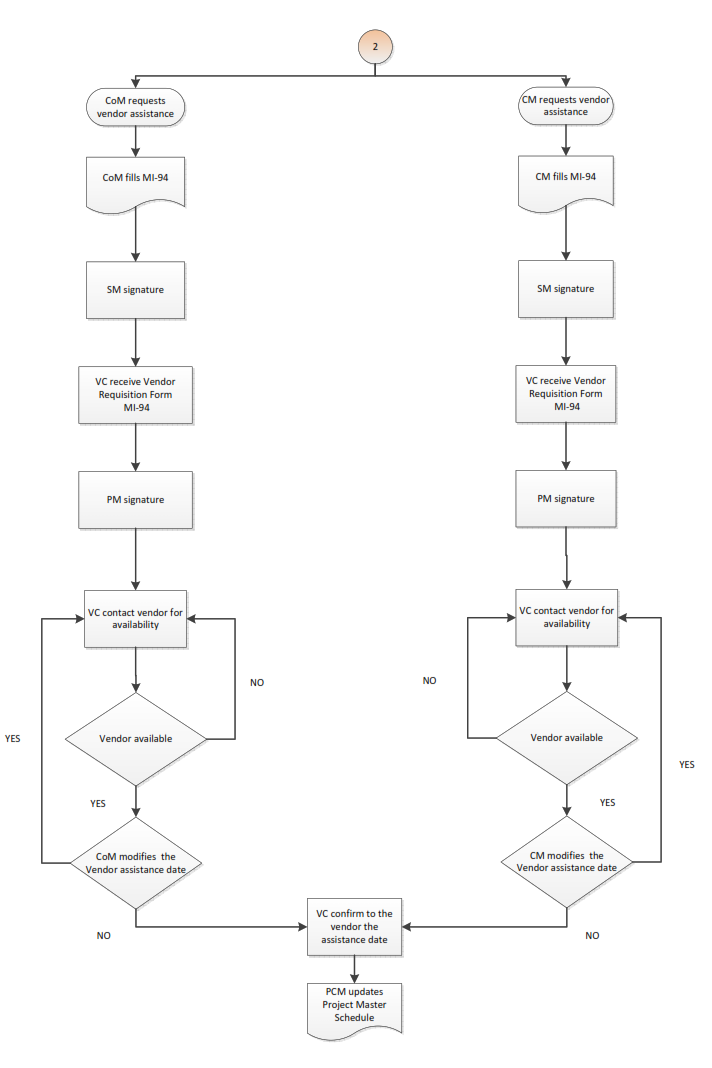 2
CoM requests
vendor assistance
CM requests vendor
assistance
CoM fills MI-94
CM fills MI-94
SM signature
SM signature
VC receive Vendor
Requisition Form
MI-94
VC receive Vendor
Requisition Form
MI-94
PM signature
PM signature
VC contact vendor for
availability
VC contact vendor for
availability
NO
NO
YES
Vendor available
Vendor available
YES
YES
YES
CoM modifies the
Vendor assistance date
CM modifies the
Vendor assistance date
NO
VC confirm to the
vendor the
assistance date
NO
PCM updates
Project Master
Schedule